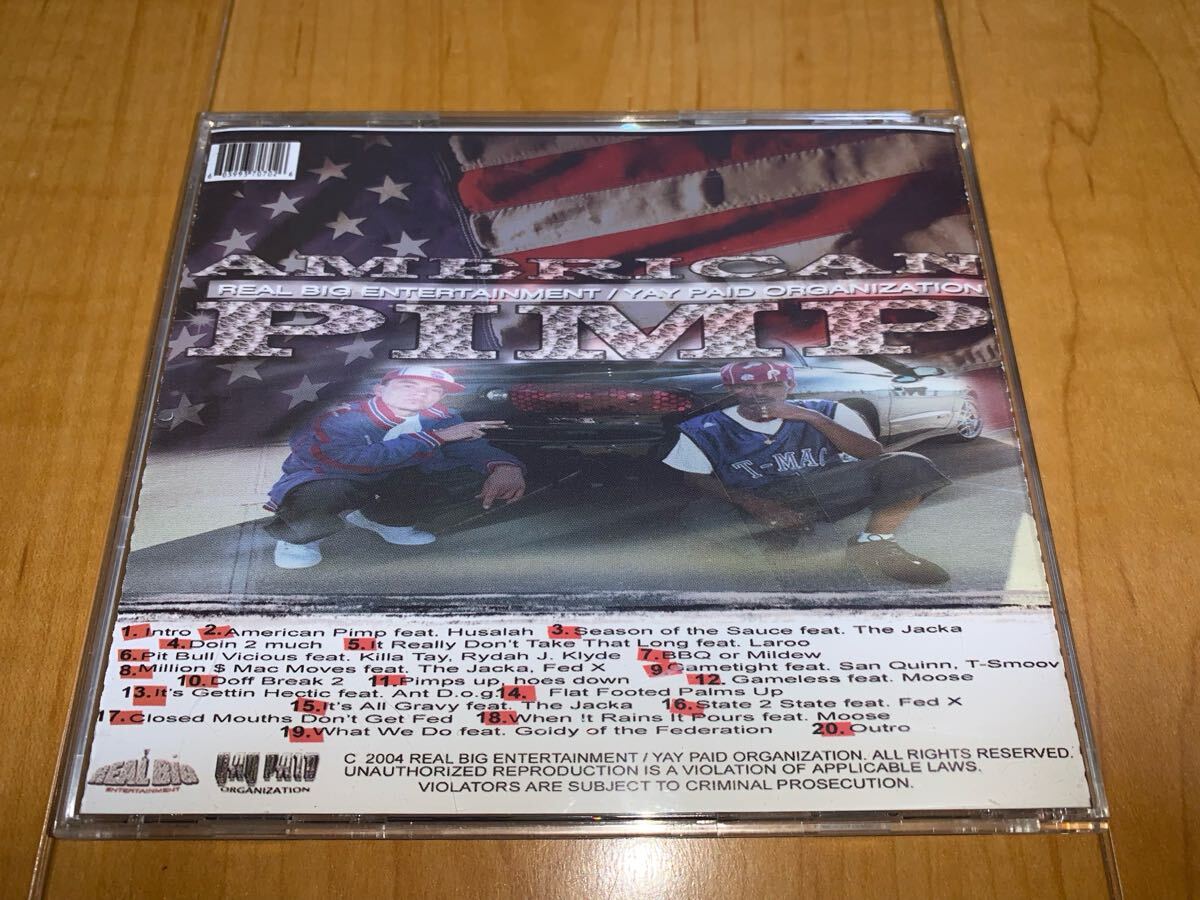 6 03993 70702 6
AMERICAN
REAL BIG ENTERTAINMENT / YAY PAID ORGANIZATION
PIMP
T-MAC
1. Intro 2. American Pimp feat. Husalah 3. Season of the Sauce feat. The Jacka
4. Doin 2 much 5. It Really Don't Take That Long feat. Laroo
6. Pit Bull Vicious feat. Killa Tay, Rydah J. Klyde 7. BBQ or Mildew
8. Million $ Mac Moves feat. The Jacka, Fed X 9 Gametight feat. San Quinn, T-Smoov
10. Doff Break 2 11. Pimps up, hoes down 12. Gameless feat. Moose
13. It's Gettin Hectic feat. Ant D.o.g 14. Flat Footed Palms Up
15. It's All Gravy feat. The Jacka 16. State 2 State feat. Fed X
17. Closed Mouths Don't Get Fed 18. When !t Rains It Pours feat. Moose
19. What We Do feat. Goldy of the Federation 20. Outro
REAL BIG
ENTERTAINMENT
YAY PAID
ORGANIZATION
C 2004 REAL BIG ENTERTAINMENT / YAY PAID ORGANIZATION. ALL RIGHTS RESERVED.
UNAUTHORIZED REPRODUCTION IS A VIOLATION OF APPLICABLE LAWS.
VIOLATORS ARE SUBJECT TO CRIMINAL PROSECUTION.